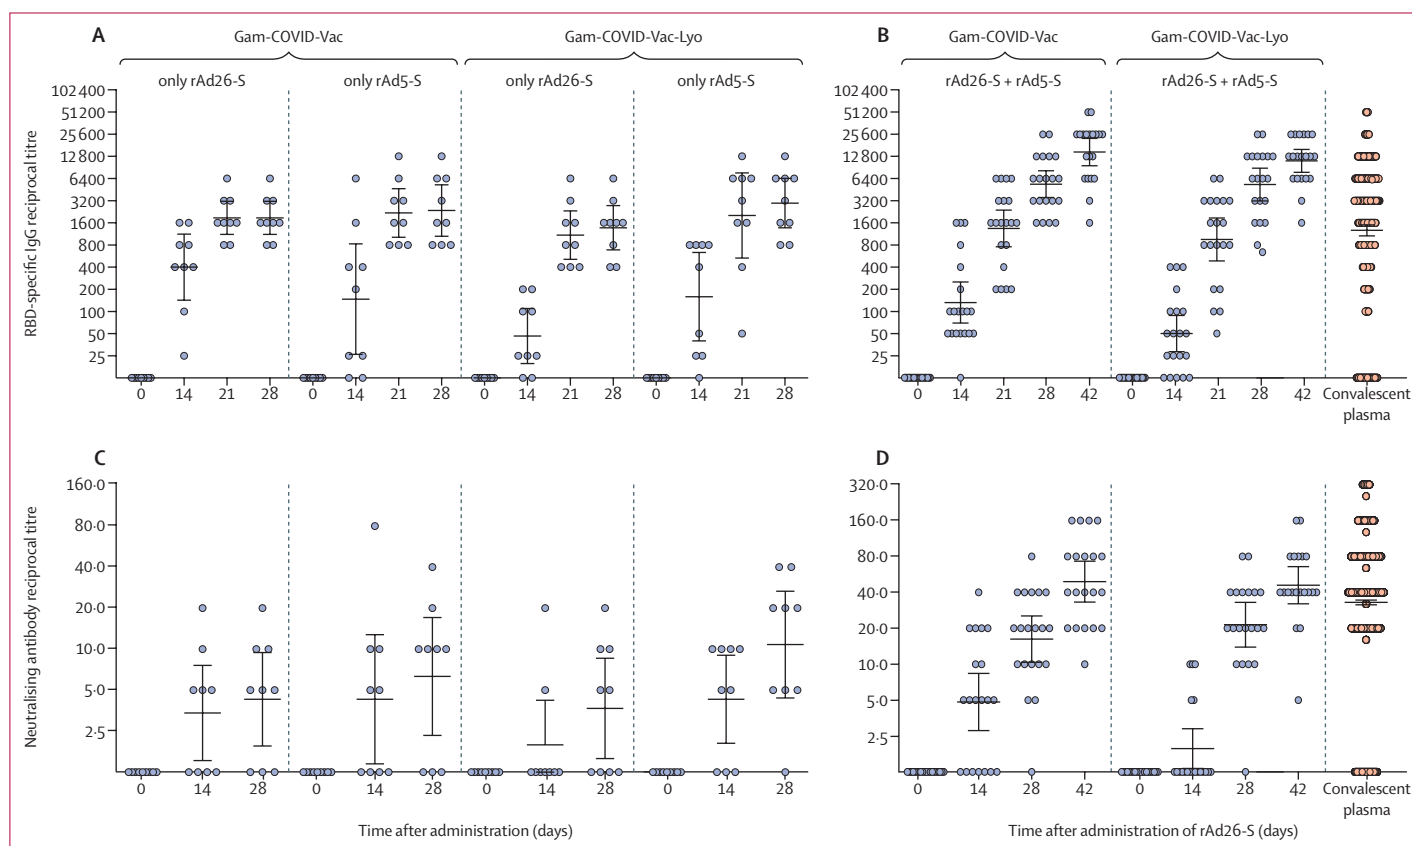 A
Gam-COVID-Vac
Gam-COVID-Vac-Lyo
only rAd26-S
only rAd5-S
only rAd26-S
only rAd5-S
RBD-specific IgG reciprocal titre
102 400
51 200
25 600
12 800
6400
3200
1600
800
400
200
100
50
25
0 14 21 28 0 14 21 28 0 14 21 28 0 14 21 28
B
Gam-COVID-Vac
Gam-COVID-Vac-Lyo
rAd26-S + rAd5-S
rAd26-S + rAd5-S
102 400
51 200
25 600
12 800
6400
3200
1600
800
400
200
100
50
25
0 14 21 28 42 0 14 21 28 42 Convalescent
plasma
C
Neutralising antibody reciprocal titre
160·0
80·0
40·0
20·0
10·0
5·0
2·5
0 14 28 0 14 28 0 14 28 0 14 28
Time after administration (days)
D
320·0
160·0
80·0
40·0
20·0
10·0
5·0
2·5
0 14 28 42 0 14 28 42 Convalescent
plasma
Time after administration of rAd26-S (days)